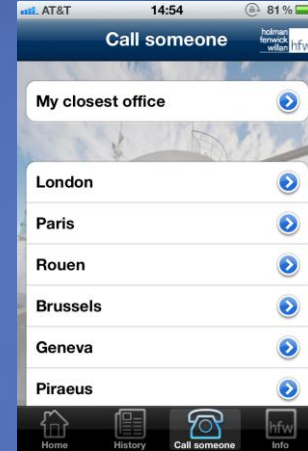 AT&T 14:54 81%
Call someone
holman
fenwick
willan hfw
My closest office
London
Paris
Rouen
Brussels
Geneva
Piraeus
Home History Call someone hfw Info